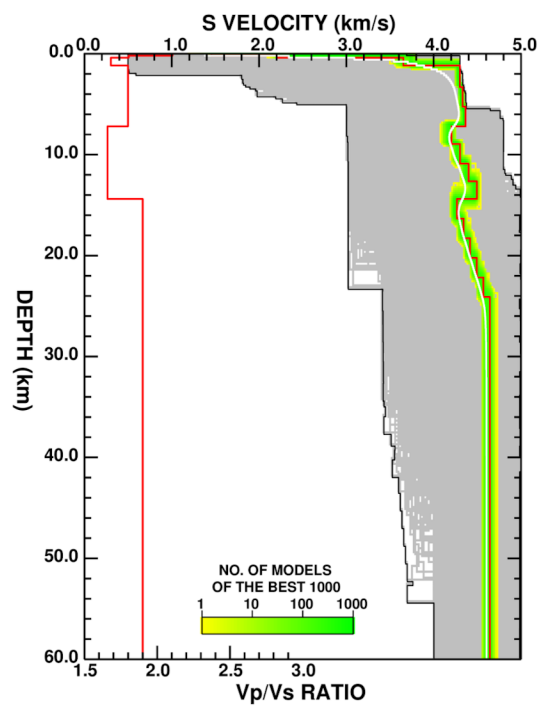 S VELOCITY (km/s)
0.0 1.0 2.0 3.0 4.0 5.0
0.0
10.0
20.0
30.0
40.0
50.0
60.0
DEPTH (km)
NO. OF MODELS
OF THE BEST 1000
1 10 100 1000
1.5 2.0 2.5 3.0
Vp/Vs RATIO